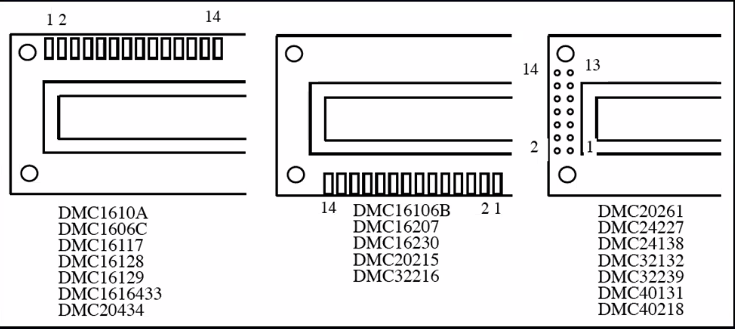 1 2 14
DMC1610A
DMC1606C
DMC16117
DMC16128
DMC16129
DMC1616433
DMC20434
14 2 1
DMC16106B
DMC16207
DMC16230
DMC20215
DMC32216
14 13
2 1
DMC20261
DMC24227
DMC24138
DMC32132
DMC32239
DMC40131
DMC40218